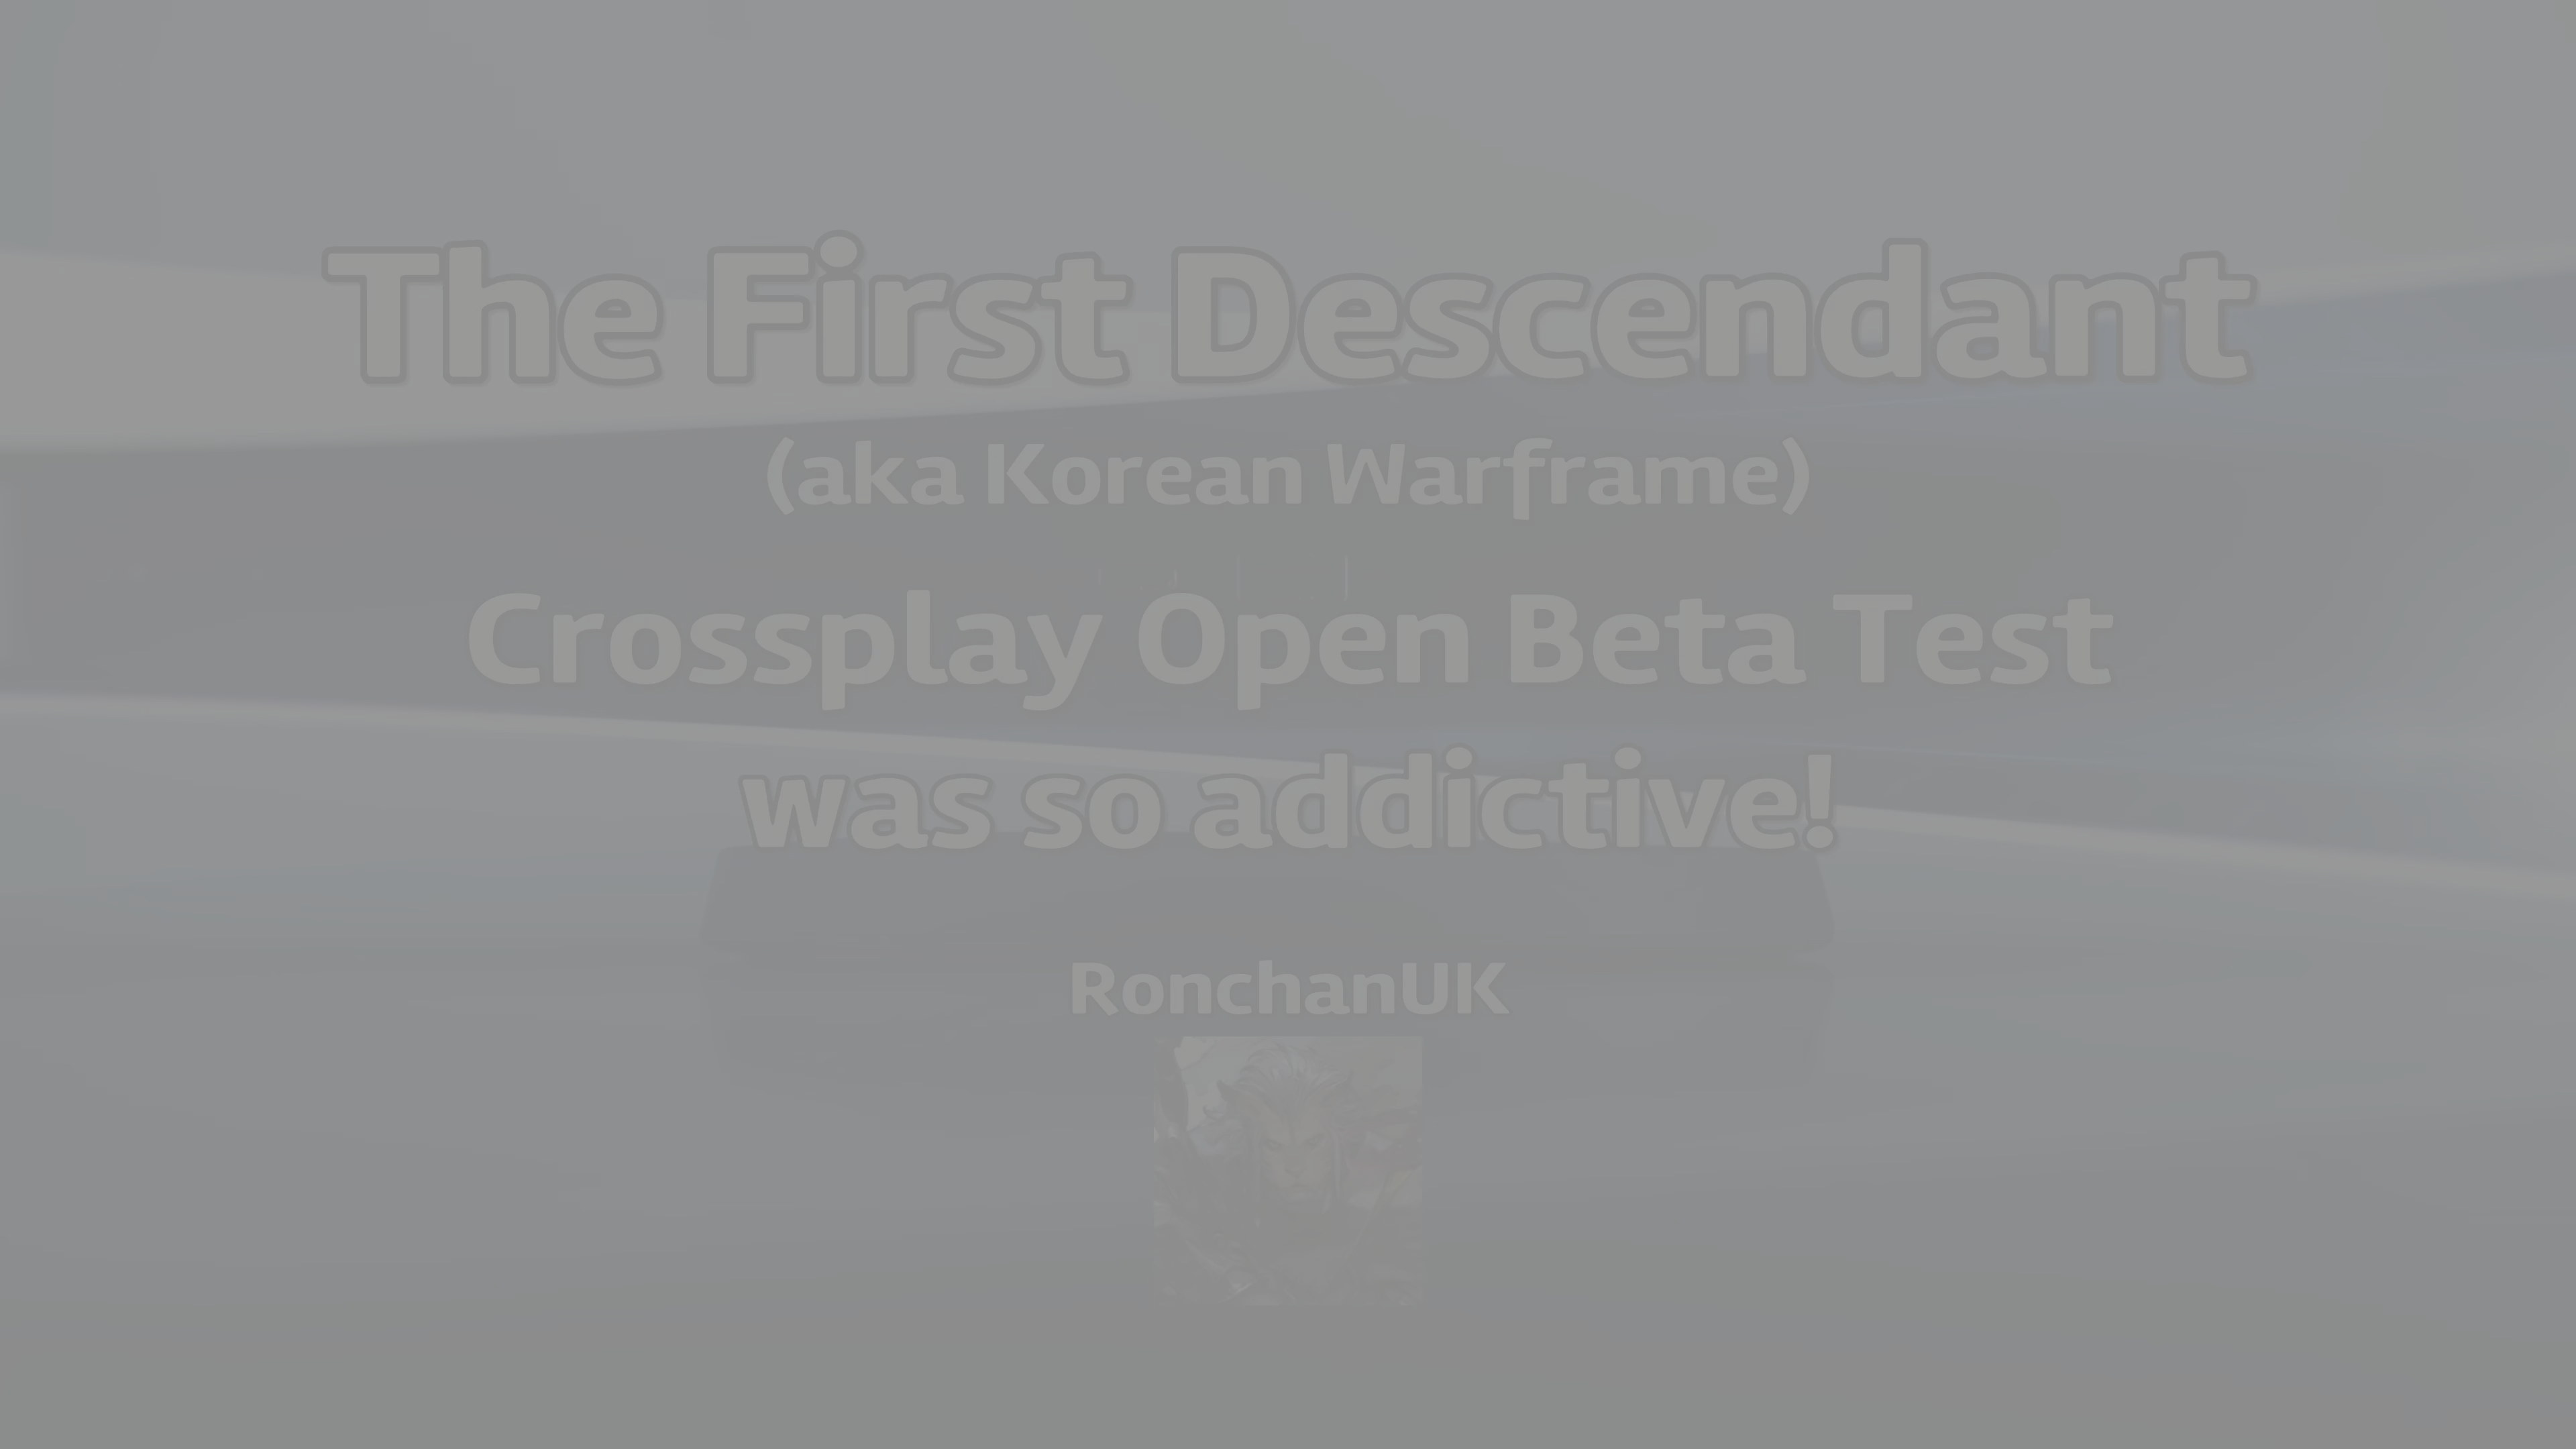 The First Descendant
(aka Korean Warframe)
Crossplay Open Beta Test
was so addictive!
RonchanUK